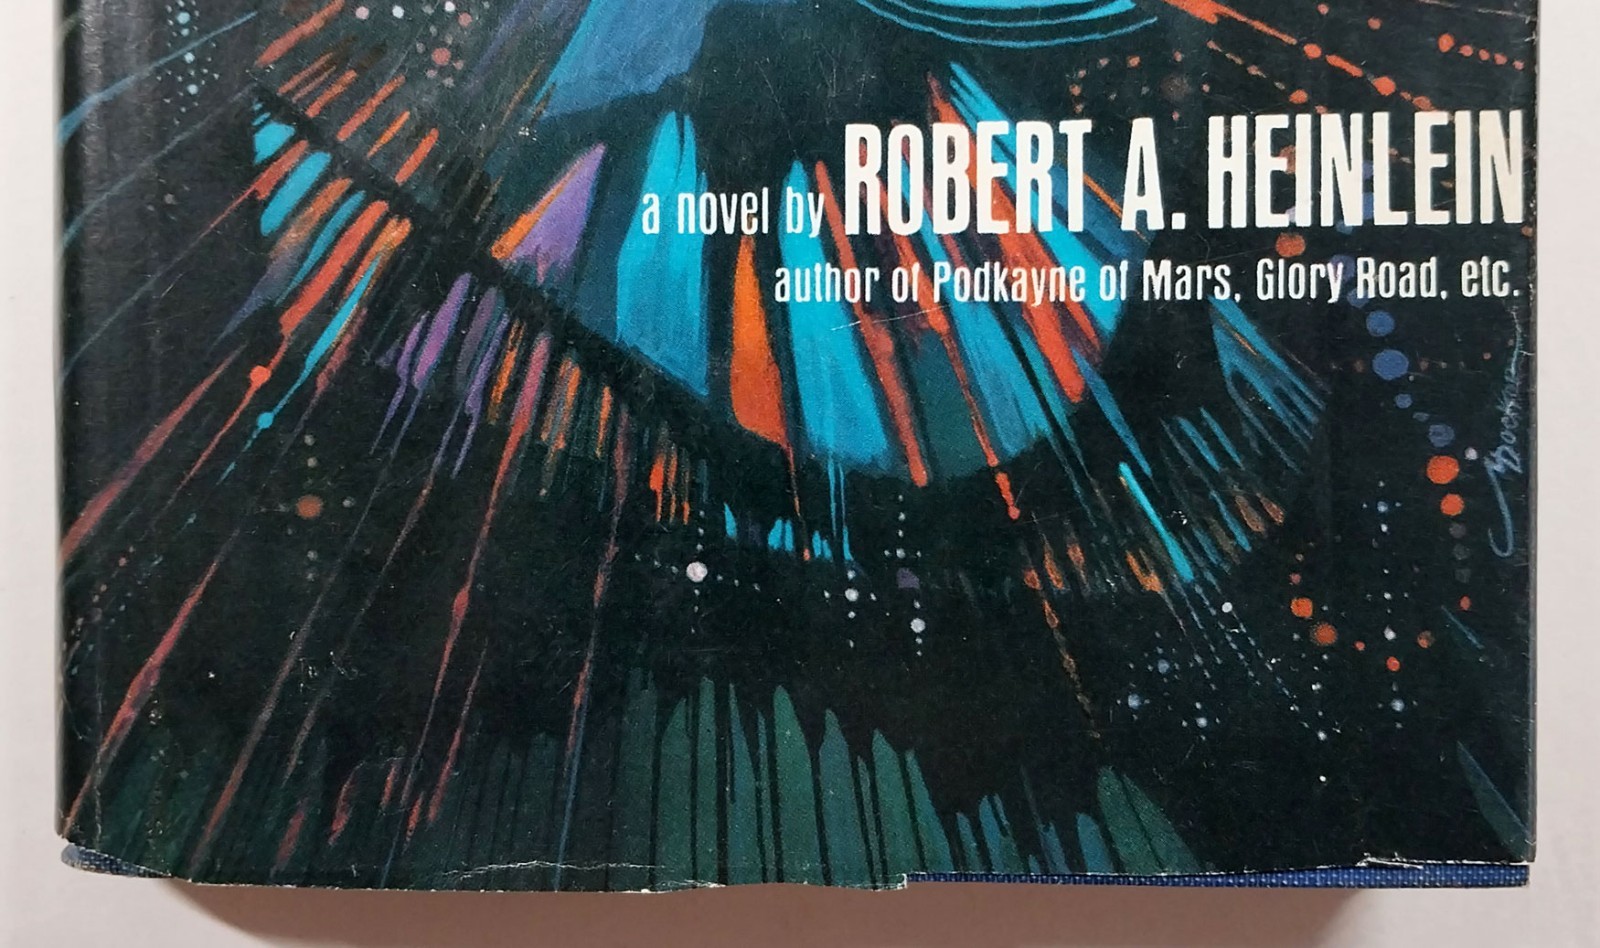 a novel by ROBERT A. HEINLEIN
author of Podkayne of Mars, Glory Road, etc.